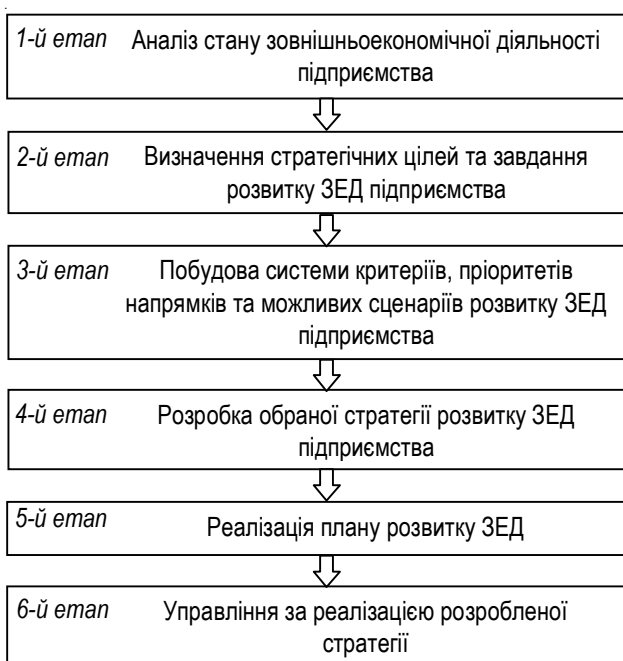 1-й етап Аналіз стану зовнішньоекономічної діяльності
підприємства
2-й етап Визначення стратегічних цілей та завдання
розвитку ЗЕД підприємства
3-й етап Побудова системи критеріїв, пріоритетів
напрямків та можливих сценаріїв розвитку ЗЕД
підприємства
4-й етап Розробка обраної стратегії розвитку ЗЕД
підприємства
5-й етап Реалізація плану розвитку ЗЕД
6-й етап Управління за реалізацією розробленої
стратегії